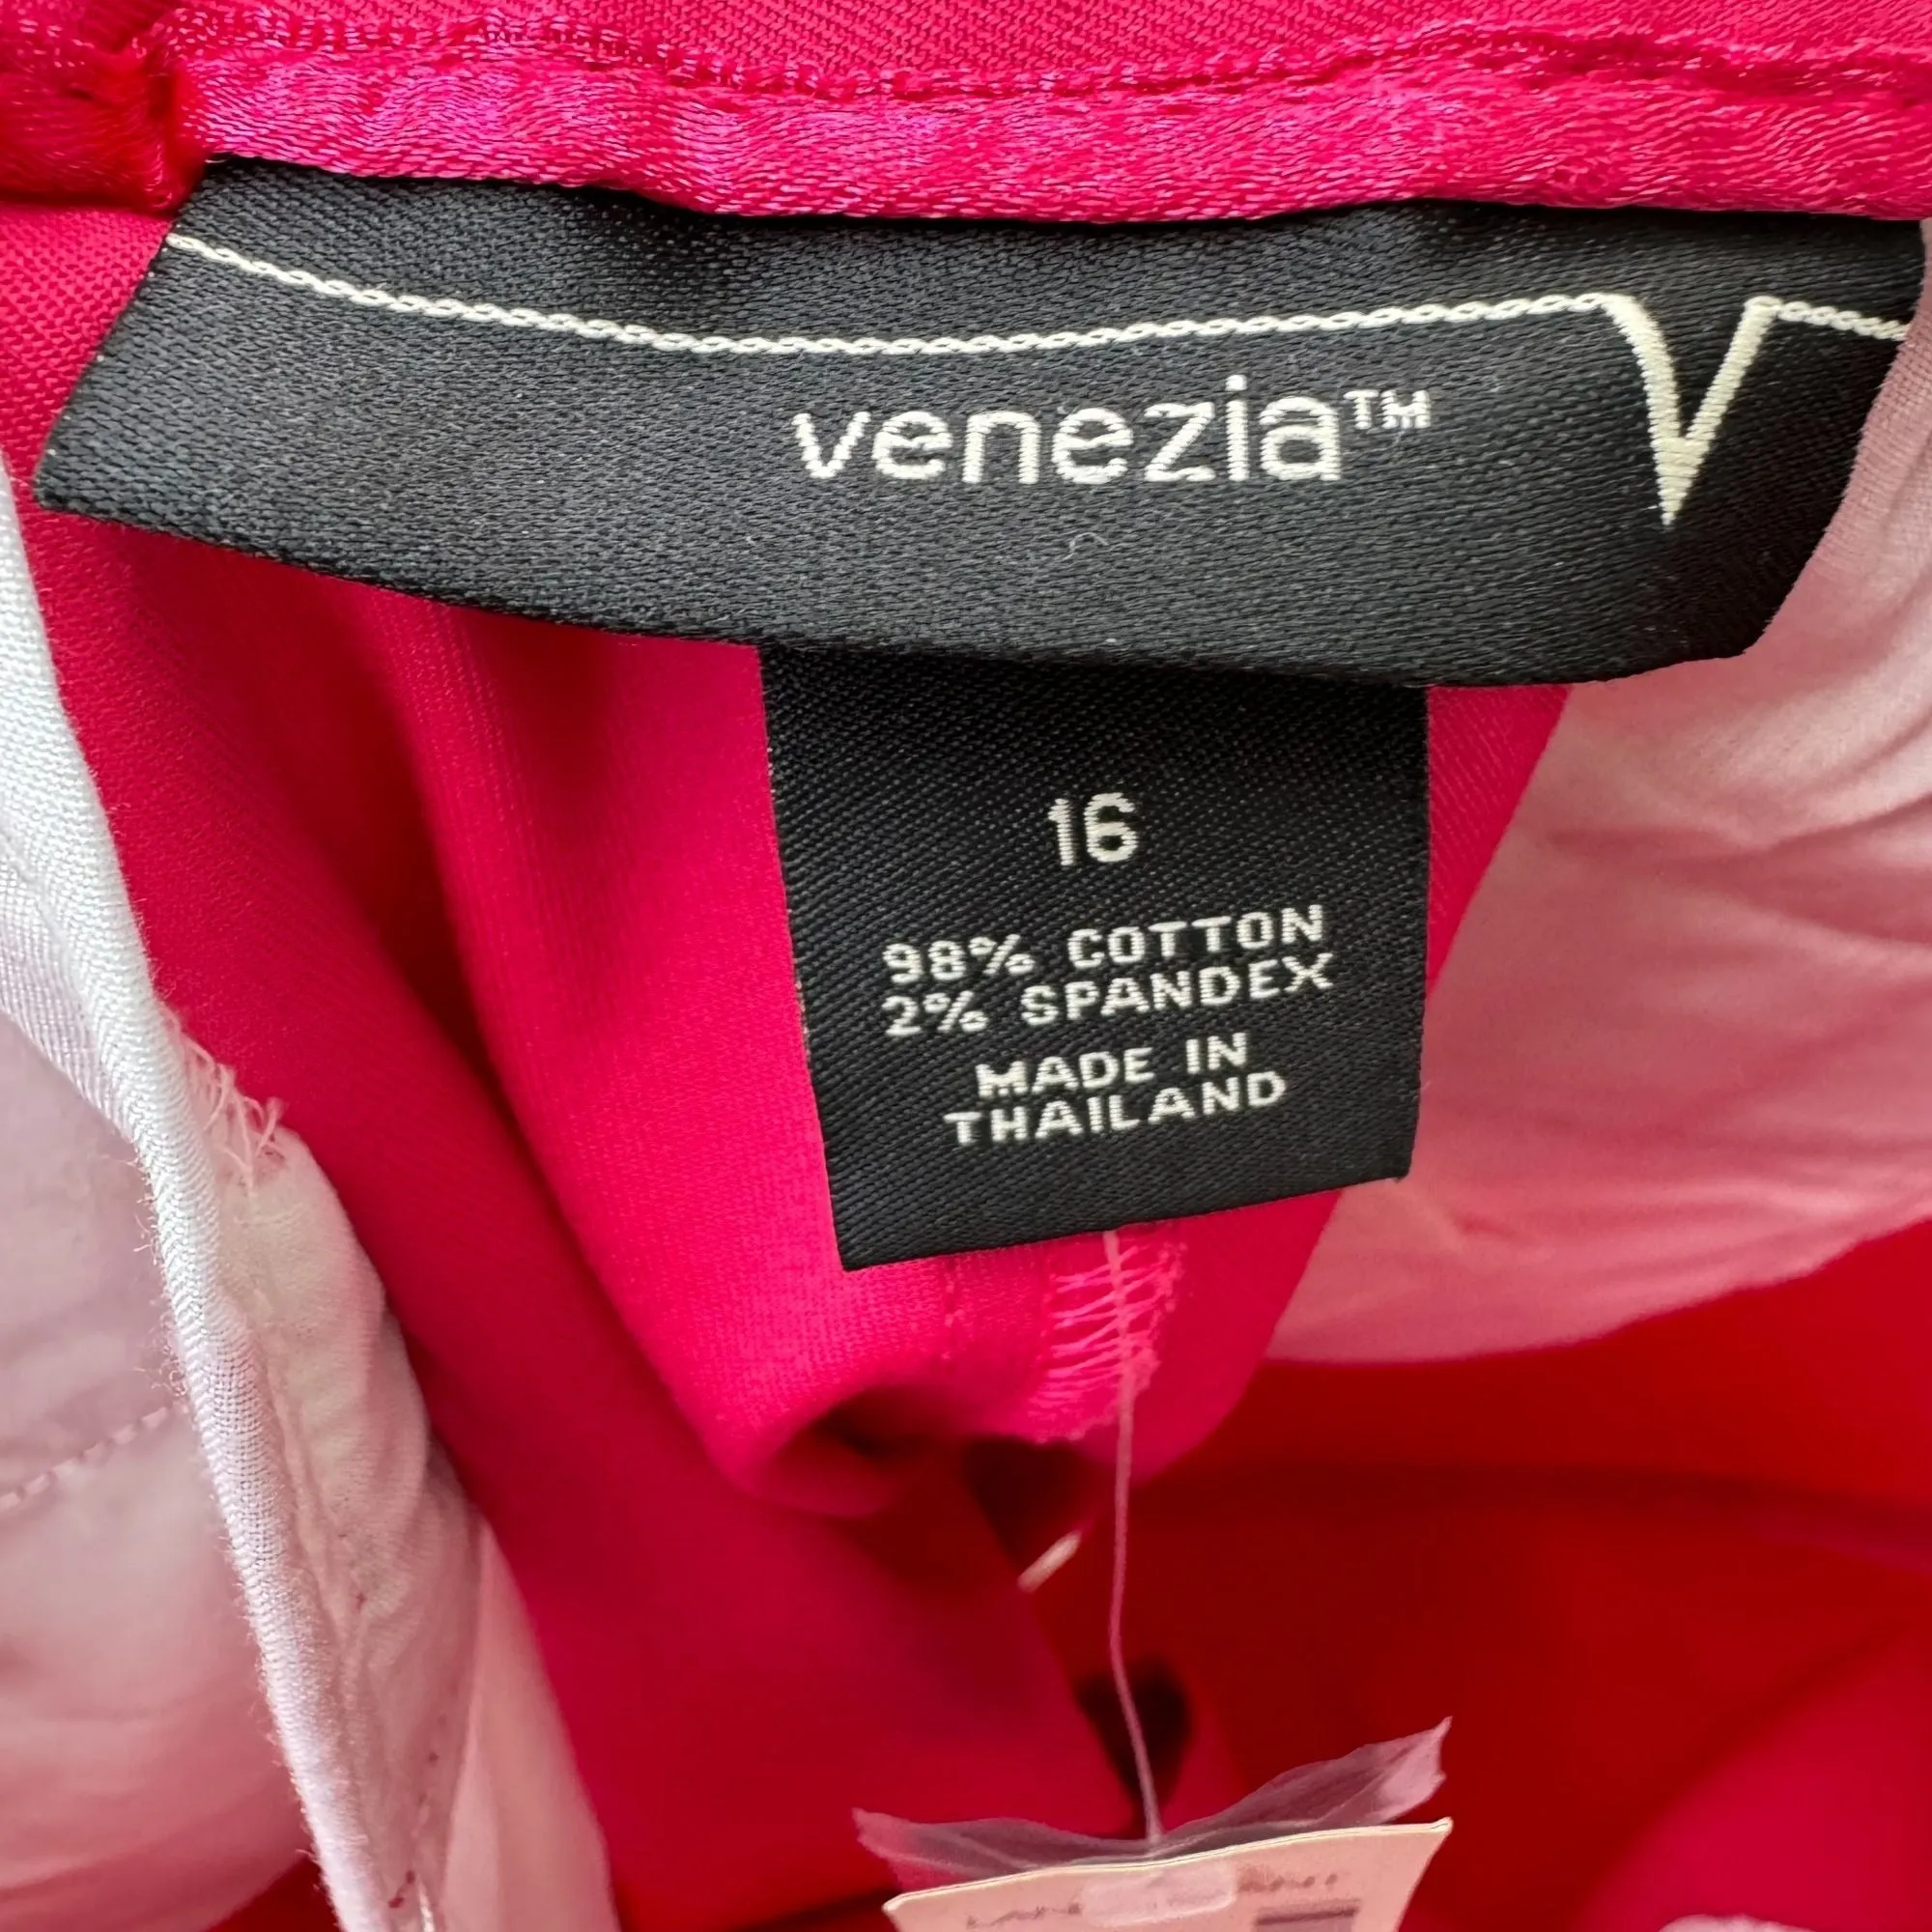 venezia™
16
98% COTTON
2% SPANDEX
MADE IN
THAILAND